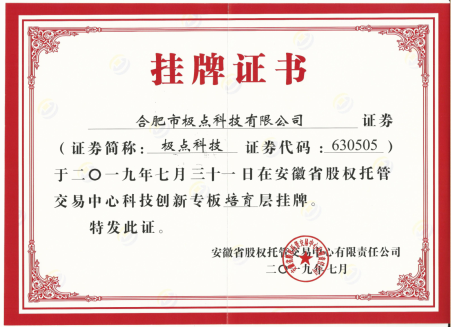 挂牌证书
合肥市极点科技有限公司 证券
（证券简称：极点科技 证券代码：630505）
于二〇一九年七月三十一日在安徽省股权托管
交易中心科技创新专板培育层挂牌。
特发此证。
安徽省股权托管交易中心有限责任公司
二〇一九年七月